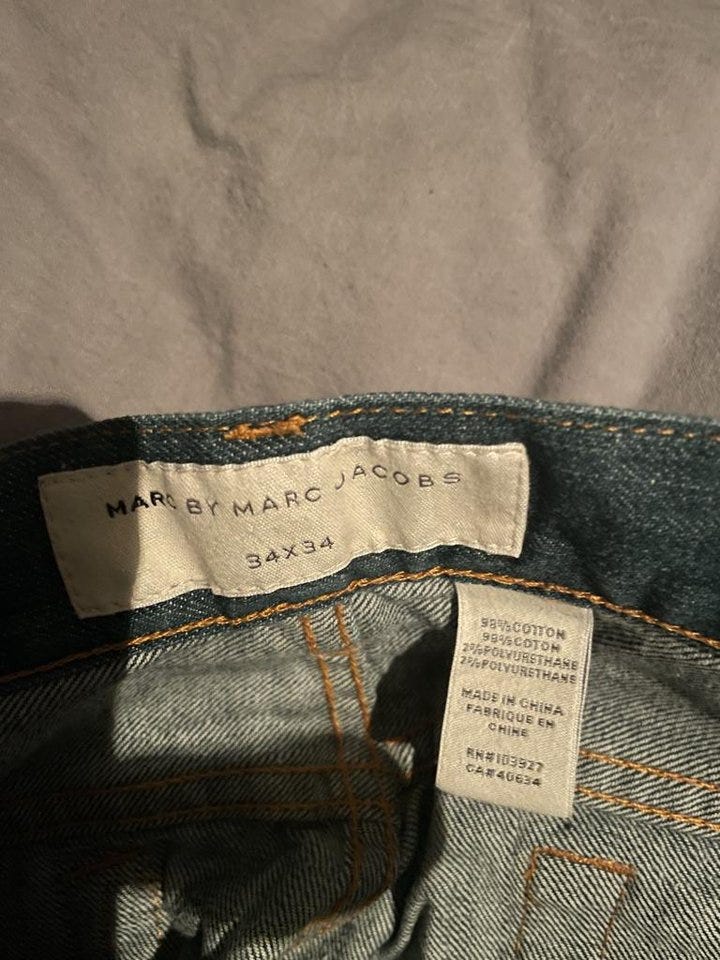 MARC BY MARC JACOBS
34X34
98%COTTON
98%COTON
2%POLYURETHANE
2%POLYURETHANE
MADE IN CHINA
FABRIQUE EN
CHINE
RN#103927
CA#40634